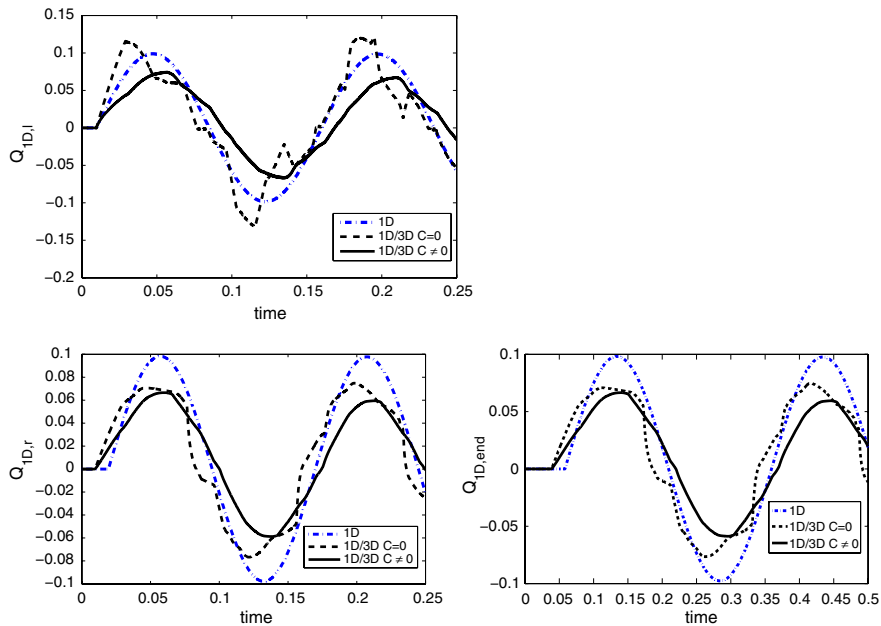 0.15
0.1
0.05
0
−0.05
−0.1
−0.15
−0.2
Q1D,l
1D
1D/3D C=0
1D/3D C ≠ 0
0 0.05 0.1 0.15 0.2 0.25
time
0.1
0.08
0.06
0.04
0.02
0
−0.02
−0.04
−0.06
−0.08
−0.1
Q1D,r
1D
1D/3D C=0
1D/3D C ≠ 0
0 0.05 0.1 0.15 0.2 0.25
time
0.1
0.05
0
−0.05
−0.1
Q1D,end
1D
1D/3D C=0
1D/3D C ≠ 0
0 0.05 0.1 0.15 0.2 0.25 0.3 0.35 1.4 0.45 0.5
time